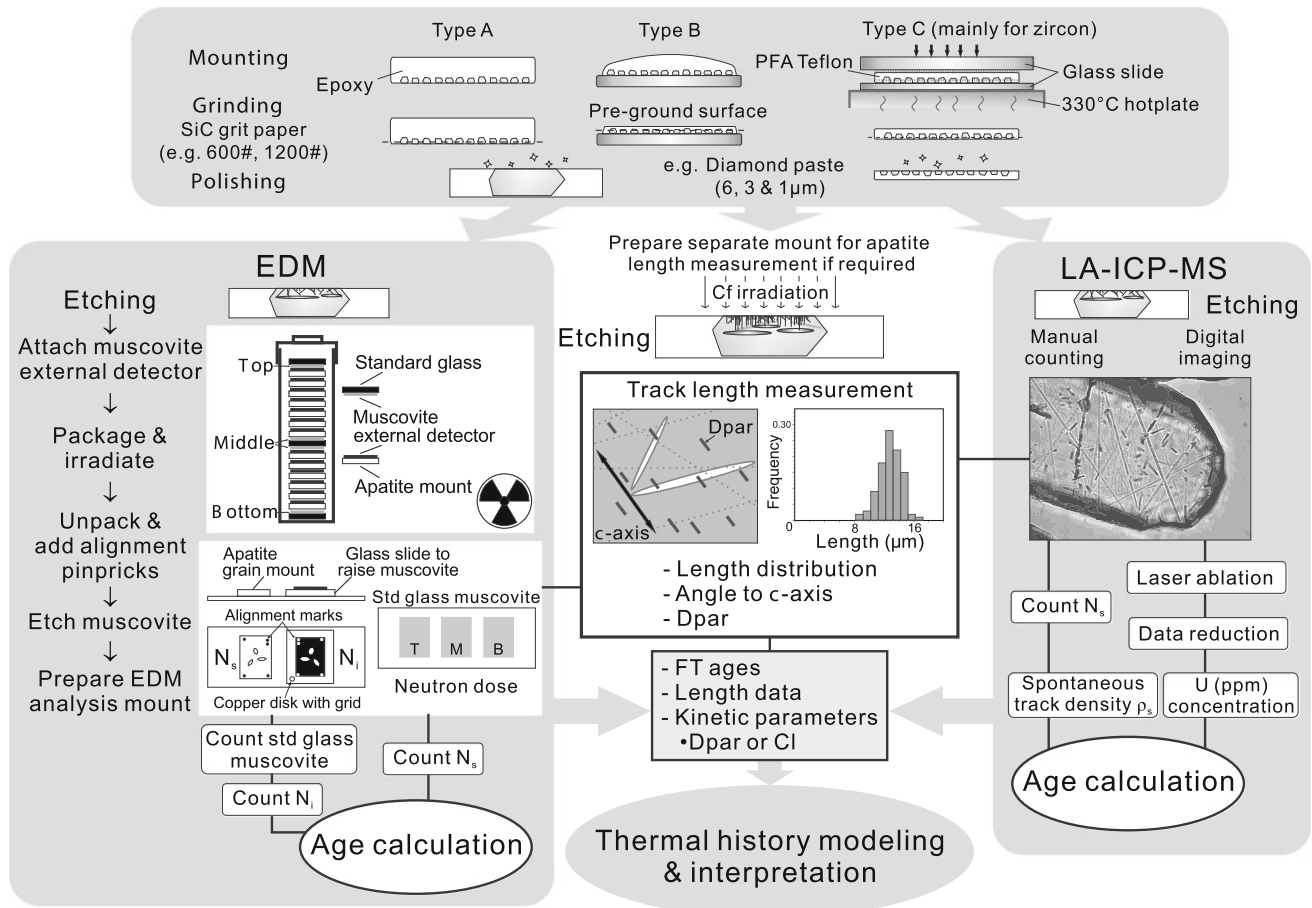 Type A
Type B
Type C (mainly for zircon)
Mounting
Epoxy
PFA Teflon
Glass slide
330°C hotplate
Grinding
SiC grit paper
(e.g. 600#, 1200#)
Pre-ground surface
Polishing
e.g. Diamond paste
(6, 3 & 1μm)
EDM
Etching
Attach muscovite
external detector
Package &
irradiate
Unpack &
add alignment
pinpricks
Etch muscovite
Prepare EDM
analysis mount
Top
Middle
Bottom
Standard glass
Muscovite
external detector
Apatite mount
Apatite
grain mount
Glass slide to
raise muscovite
Alignment marks
Ns
Ni
Copper disk with grid
Std glass muscovite
T M B
Neutron dose
Count std glass
muscovite
Count Ni
Count Ns
Age calculation
Prepare separate mount for apatite
length measurement if required
Cf irradiation
Etching
Track length measurement
Dpar
c-axis
0.30
Frequency
0
8 16
Length (μm)
- Length distribution
- Angle to c-axis
- Dpar
- FT ages
- Length data
- Kinetic parameters
•Dpar or Cl
Thermal history modeling
& interpretation
LA-ICP-MS
Etching
Manual
counting
Digital
imaging
Count Ns
Spontaneous
track density ρs
Laser ablation
Data reduction
U (ppm)
concentration
Age calculation